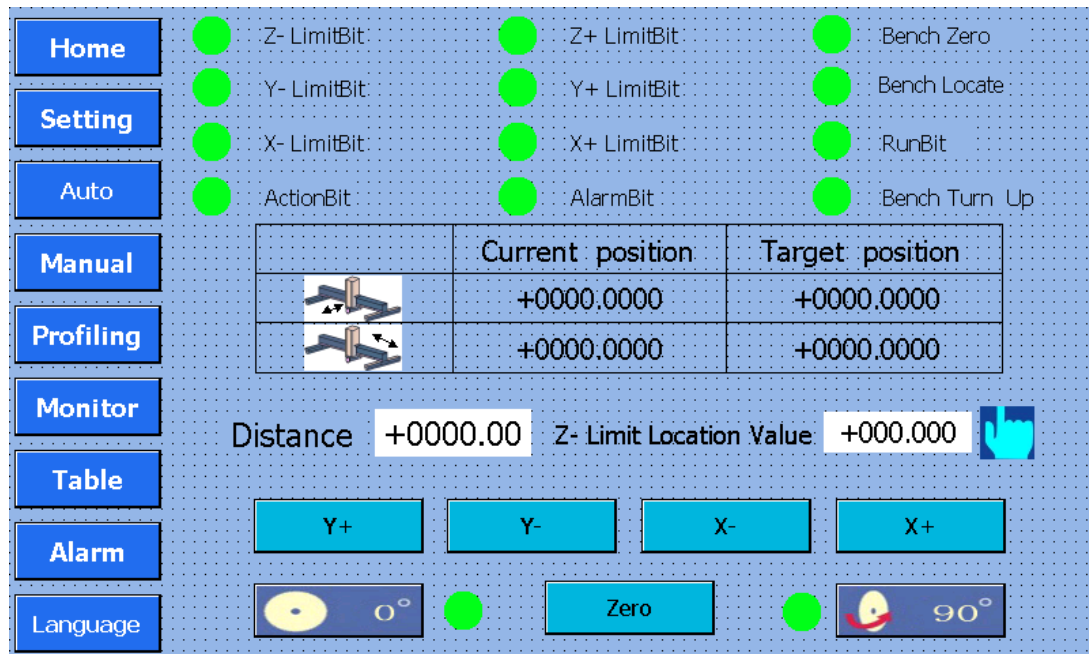 Home
Setting
Auto
Manual
Profiling
Monitor
Table
Alarm
Language
Z- LimitBit Z+ LimitBit Bench Zero
Y- LimitBit Y+ LimitBit Bench Locate
X- LimitBit X+ LimitBit RunBit
ActionBit AlarmBit Bench Turn Up
Current position Target position
+0000.0000 +0000.0000
+0000.0000 +0000.0000
Distance +0000.00 Z- Limit Location Value: +000.000
Y+ Y- X- X+
0° Zero 90°